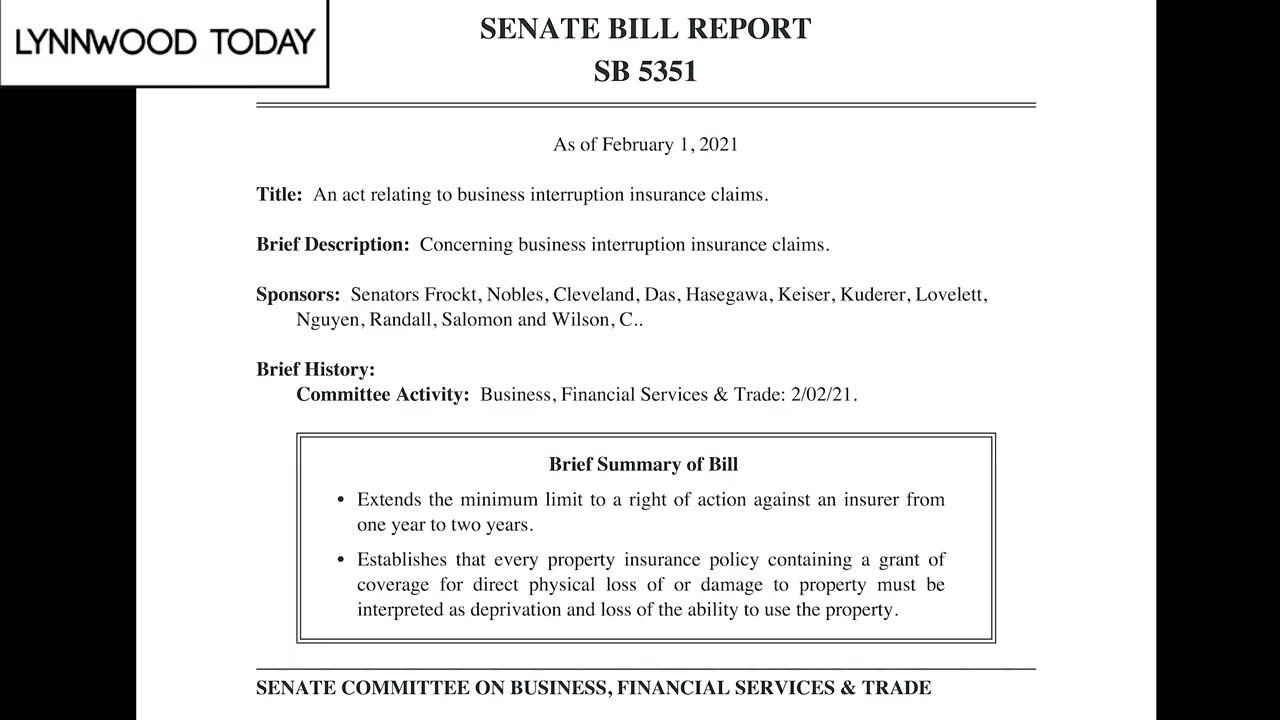 LYNNWOOD TODAY
SENATE BILL REPORT
SB 5351
As of February 1, 2021
Title: An act relating to business interruption insurance claims.
Brief Description: Concerning business interruption insurance claims.
Sponsors: Senators Frockt, Nobles, Cleveland, Das, Hasegawa, Keiser, Kuderer, Lovelett,
Nguyen, Randall, Salomon and Wilson, C..
Brief History:
Committee Activity: Business, Financial Services & Trade: 2/02/21.
Brief Summary of Bill
• Extends the minimum limit to a right of action against an insurer from
one year to two years.
• Establishes that every property insurance policy containing a grant of
coverage for direct physical loss of or damage to property must be
interpreted as deprivation and loss of the ability to use the property.
SENATE COMMITTEE ON BUSINESS, FINANCIAL SERVICES & TRADE